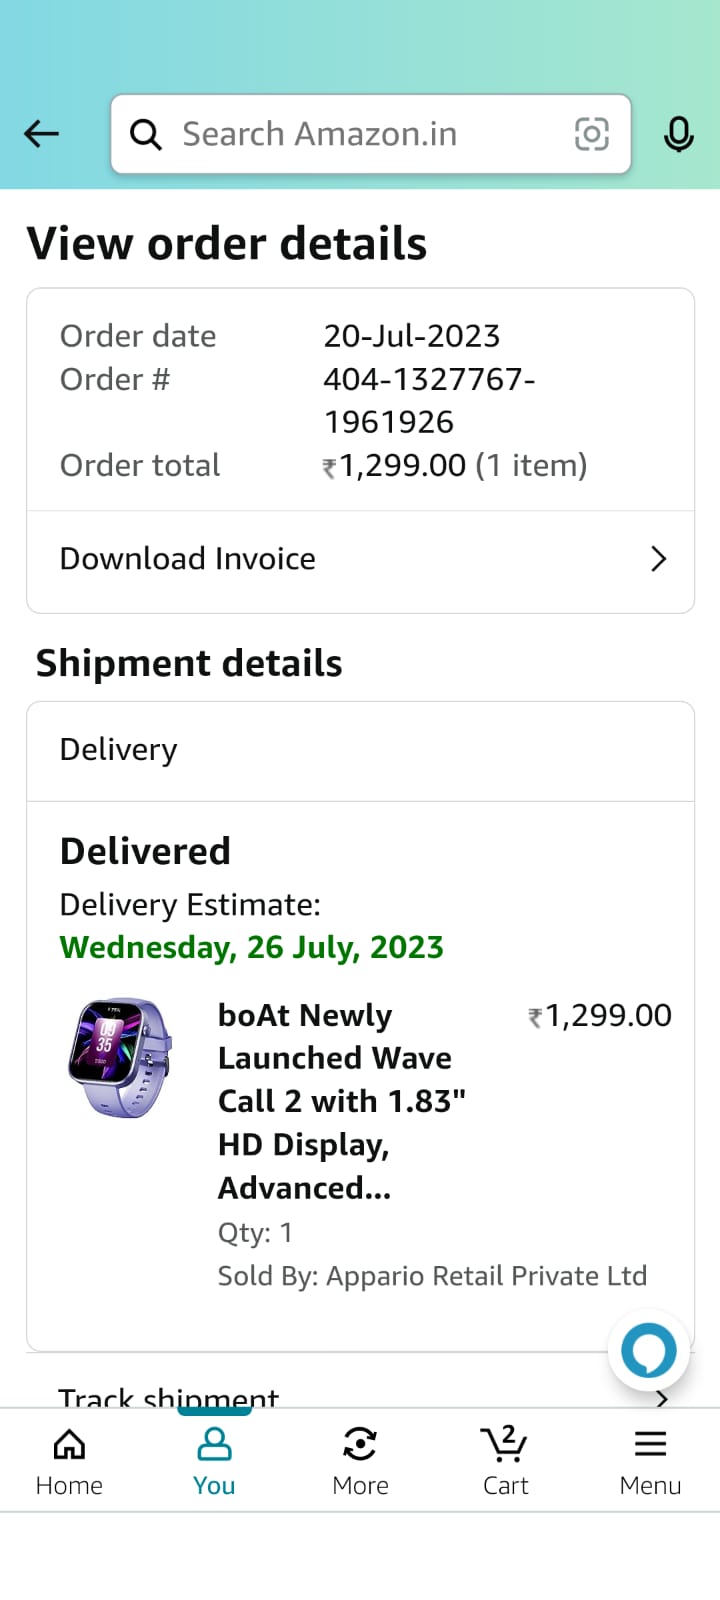 Search Amazon.in
View order details
Order date 20-Jul-2023
Order # 404-1327767-
1961926
Order total ₹1,299.00 (1 item)
Download Invoice
Shipment details
Delivery
Delivered
Delivery Estimate:
Wednesday, 26 July, 2023
boAt Newly ₹1,299.00
Launched Wave
Call 2 with 1.83"
HD Display,
Advanced...
Qty: 1
Sold By: Appario Retail Private Ltd
Track shipment
2
Home You More Cart Menu